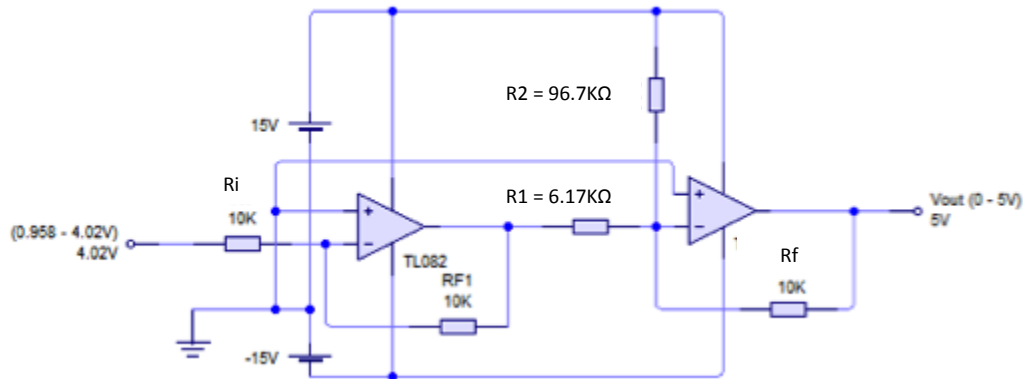 R2 = 96.7KΩ
15V
Ri
10K
R1 = 6.17KΩ
(0.958 - 4.02V)
4.02V
Vout (0 - 5V)
5V
TL082
RF1
10K
Rf
10K
-15V